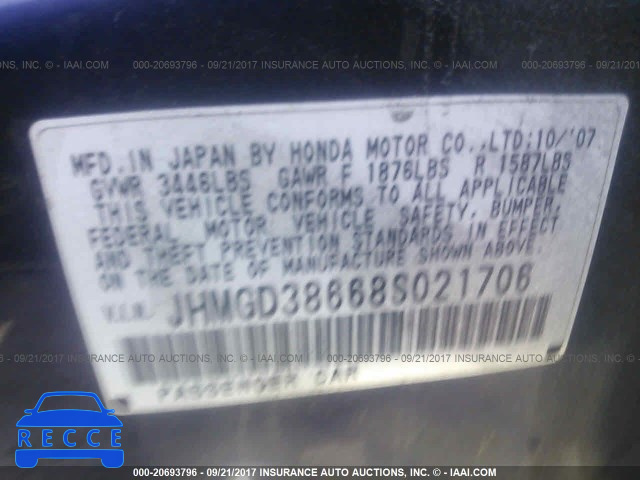 000-20693796 - 09/21/2017 INSURANCE AUTO AUCTIONS, INC. © - IAAI.COM
MFD. IN JAPAN BY HONDA MOTOR CO.,LTD:10/'07
GVWR 3446LBS GAWR F 1876LBS R 1587LBS
THIS VEHICLE CONFORMS TO ALL APPLICABLE
FEDERAL MOTOR VEHICLE SAFETY, BUMPER,
AND THEFT PREVENTION STANDARDS IN EFFECT
ON THE DATE OF MANUFACTURE SHOWN ABOVE.
V.I.N. JHMGD38668S021706
PASSENGER CAR
RECCE
000-20693796 - 09/21/2017 INSURANCE AUTO AUCTIONS, INC. © - IAAI.COM